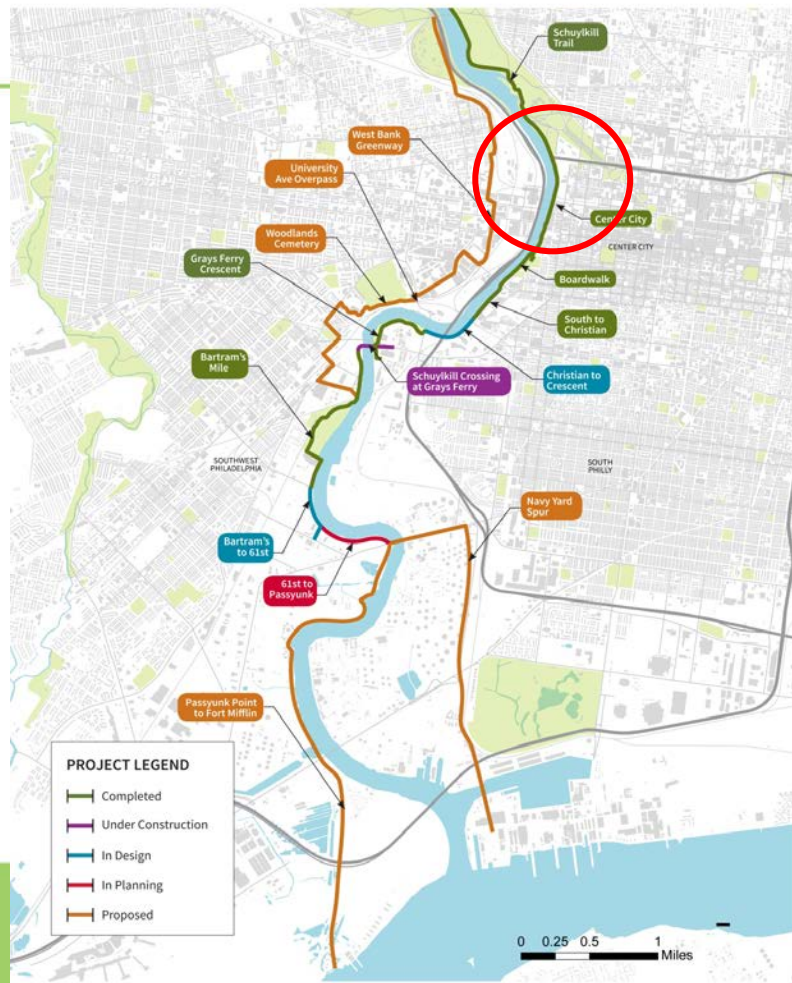 Schuylkill
Trail
West Bank
Greenway
University
Ave Overpass
Center City
CENTER CITY
Woodlands
Cemetery
Grays Ferry
Crescent
Boardwalk
South to
Christian
Bartram's
Mile
Schuylkill Crossing
at Grays Ferry
Christian to
Crescent
SOUTHWEST
PHILADELPHIA
SOUTH
PHILLY
Navy Yard
Spur
Bartram's
to 61st
61st to
Passyunk
Passyunk Point
to Fort Mifflin
PROJECT LEGEND
Completed
Under Construction
In Design
In Planning
Proposed
0 0.25 0.5 1
Miles